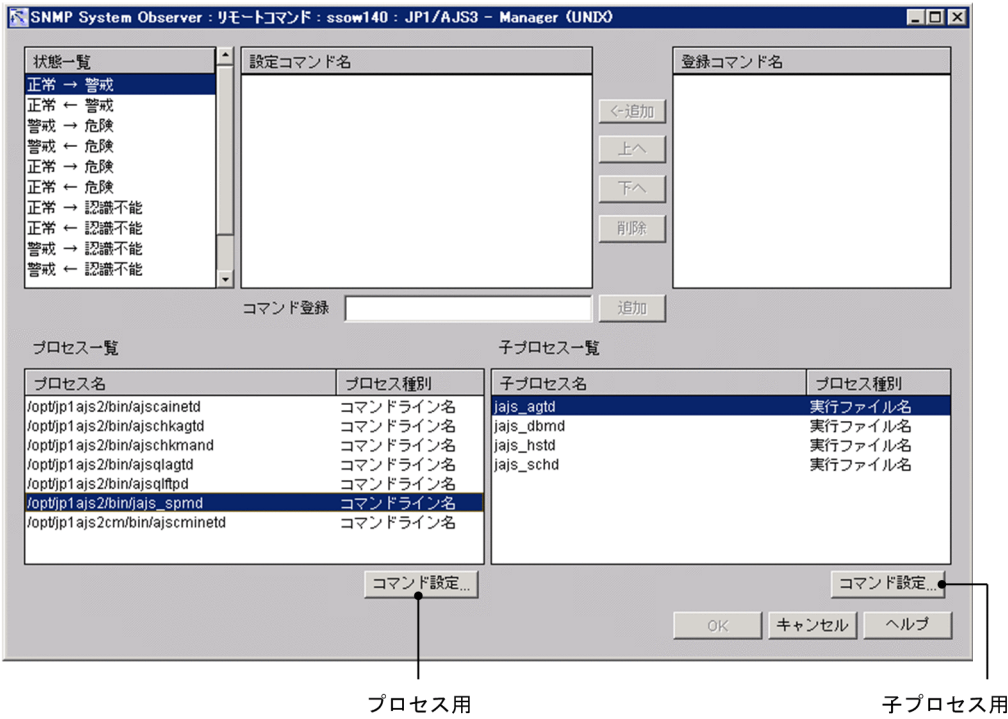 SNMP System Observer : リモートコマンド : ssow140 : JP1/AJS3 - Manager (UNIX)
状態一覧
正常 → 警戒
正常 ← 警戒
警戒 → 危険
警戒 ← 危険
正常 → 危険
正常 ← 危険
正常 → 認識不能
正常 ← 認識不能
警戒 → 認識不能
警戒 ← 認識不能
設定コマンド名
<-追加
上へ
下へ
削除
登録コマンド名
コマンド登録
追加
プロセス一覧
プロセス名 プロセス種別
/opt/jp1ajs2/bin/ajscainetd コマンドライン名
/opt/jp1ajs2/bin/ajschkagtd コマンドライン名
/opt/jp1ajs2/bin/ajschkmand コマンドライン名
/opt/jp1ajs2/bin/ajsqlagtd コマンドライン名
/opt/jp1ajs2/bin/ajsqlftpd コマンドライン名
/opt/jp1ajs2/bin/jajs_spmd コマンドライン名
/opt/jp1ajs2cm/bin/ajscminetd コマンドライン名
コマンド設定...
子プロセス一覧
子プロセス名 プロセス種別
jajs_agtd 実行ファイル名
jajs_dbmd 実行ファイル名
jajs_hstd 実行ファイル名
jajs_schd 実行ファイル名
コマンド設定...
OK キャンセル ヘルプ
プロセス用 子プロセス用